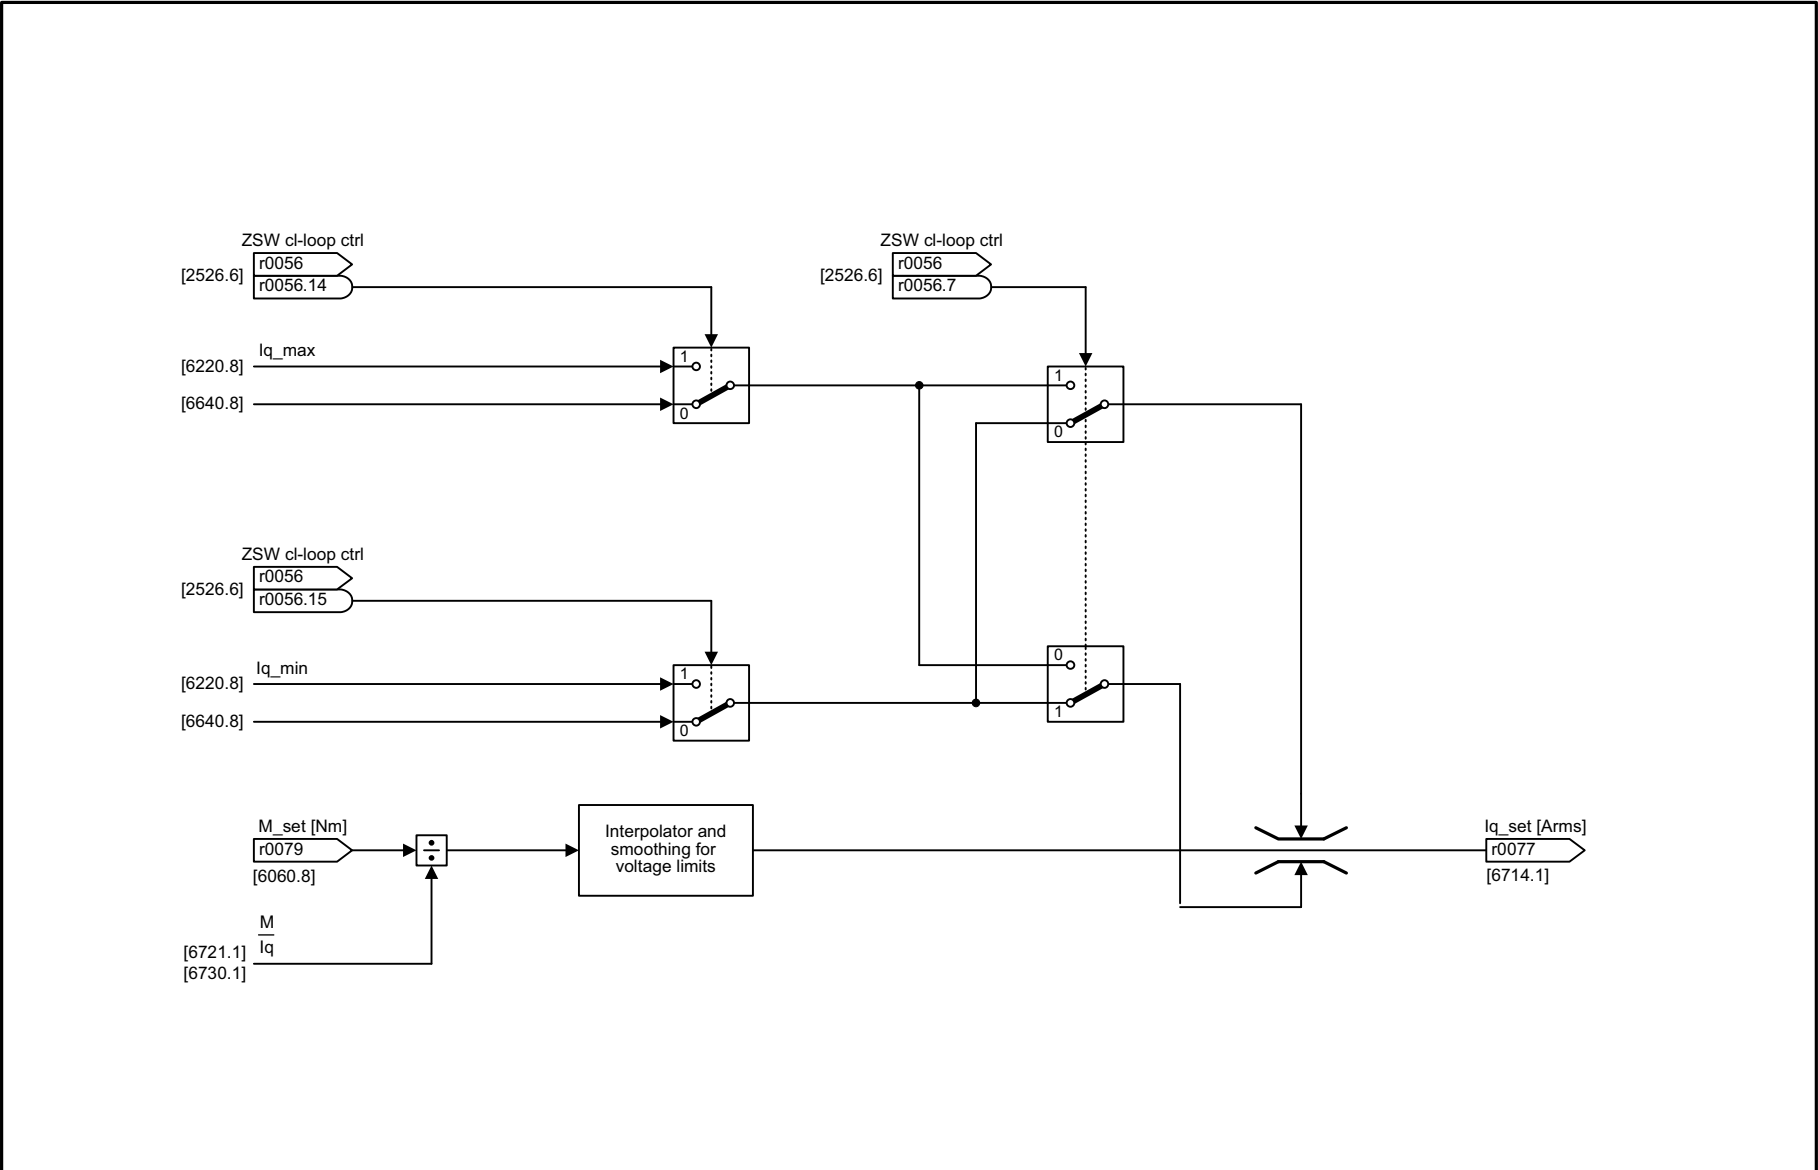 ZSW cl-loop ctrl
r0056
[2526.6]
r0056.14
Iq_max
[6220.8]
[6640.8]
1
0
ZSW cl-loop ctrl
r0056
[2526.6]
r0056.7
1
0
ZSW cl-loop ctrl
r0056
[2526.6]
r0056.15
Iq_min
[6220.8]
[6640.8]
1
0
0
1
M_set [Nm]
r0079
[6060.8]
÷
M
Iq
[6721.1]
[6730.1]
Interpolator and
smoothing for
voltage limits
Iq_set [Arms]
r0077
[6714.1]